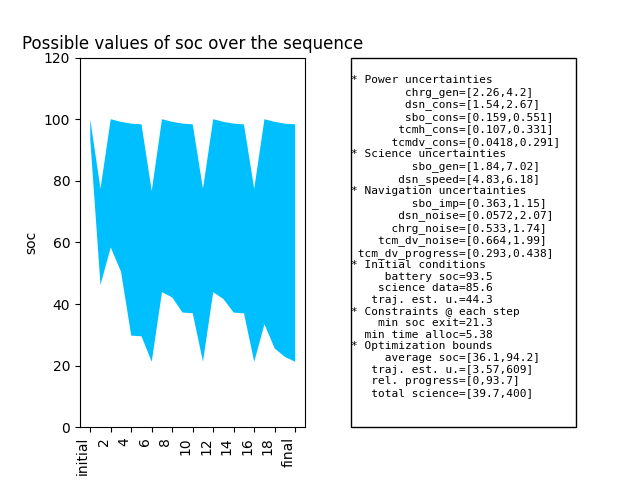 Possible values of soc over the sequence
120
100
80
60
40
20
0
soc
initial
2
4
6
8
10
12
14
16
18
final
* Power uncertainties
chrg_gen=[2.26,4.2]
dsn_cons=[1.54,2.67]
sbo_cons=[0.159,0.551]
tcmh_cons=[0.107,0.331]
tcmdv_cons=[0.0418,0.291]
* Science uncertainties
sbo_gen=[1.84,7.02]
dsn_speed=[4.83,6.18]
* Navigation uncertainties
sbo_imp=[0.363,1.15]
dsn_noise=[0.0572,2.07]
chrg_noise=[0.533,1.74]
tcm_dv_noise=[0.664,1.99]
tcm_dv_progress=[0.293,0.438]
* Initial conditions
battery soc=93.5
science data=85.6
traj. est. u.=44.3
* Constraints @ each step
min soc exit=21.3
min time alloc=5.38
* Optimization bounds
average soc=[36.1,94.2]
traj. est. u.=[3.57,609]
rel. progress=[0,93.7]
total science=[39.7,400]